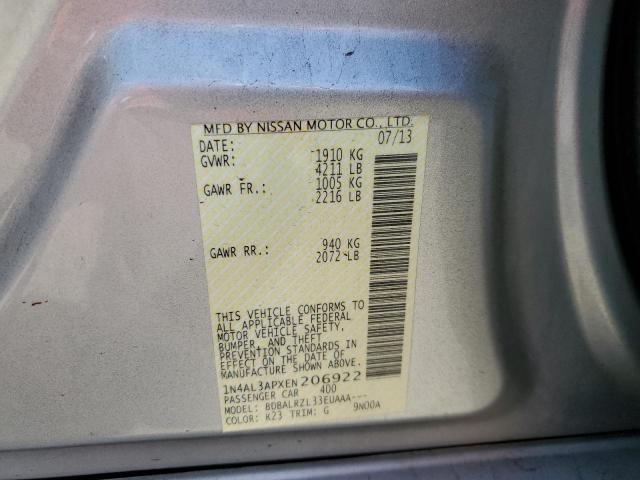 MFD BY NISSAN MOTOR CO., LTD.
DATE: 07/13
GVWR: 1910 KG
4211 LB
GAWR FR.: 1005 KG
2216 LB
GAWR RR.: 940 KG
2072 LB
THIS VEHICLE CONFORMS TO
ALL APPLICABLE FEDERAL
MOTOR VEHICLE SAFETY,
BUMPER, AND THEFT
PREVENTION STANDARDS IN
EFFECT ON THE DATE OF
MANUFACTURE SHOWN ABOVE.
1N4AL3APXEN206922
PASSENGER CAR 400
MODEL: BDBALRZL33EUAAA---
COLOR: K23 TRIM: G 9N00A